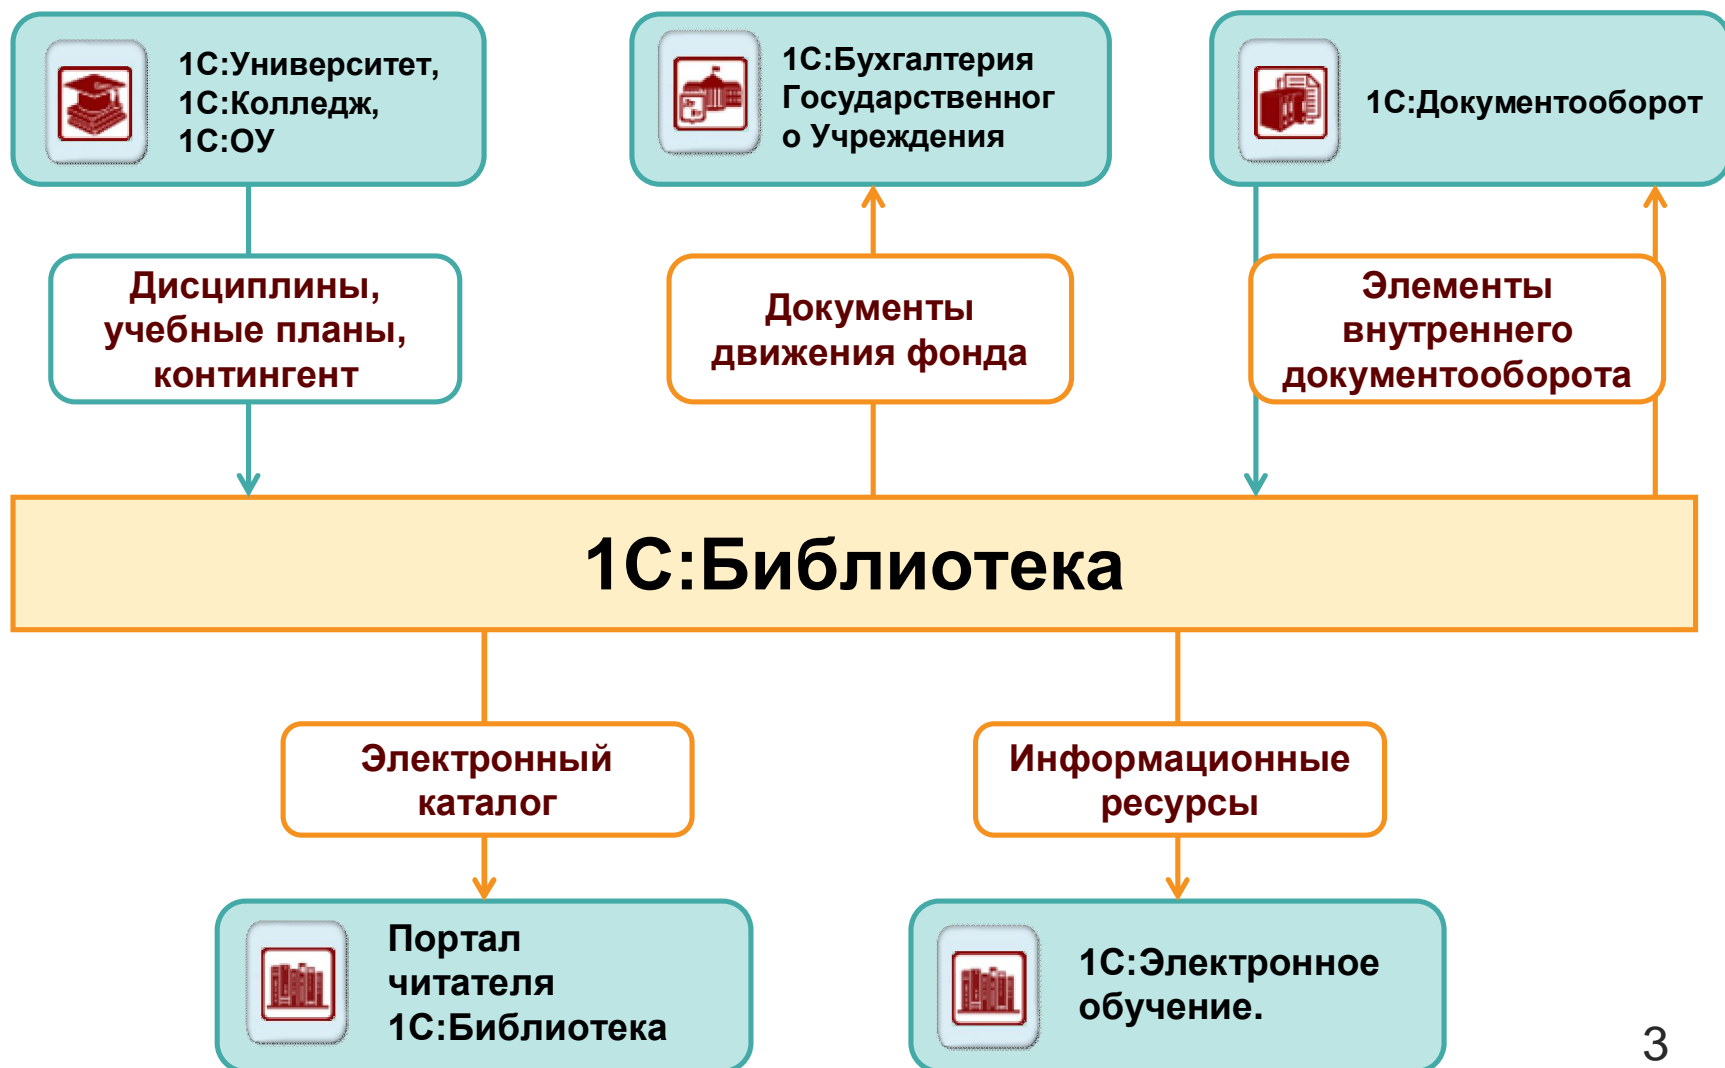 1С:Университет,
1С:Колледж,
1С:ОУ
1С:Бухгалтерия
Государственног
о Учреждения
1С:Документооборот
Дисциплины,
учебные планы,
контингент
Документы
движения фонда
Элементы
внутреннего
документооборота
1С:Библиотека
Электронный
каталог
Информационные
ресурсы
Портал
читателя
1С:Библиотека
1С:Электронное
обучение.
3